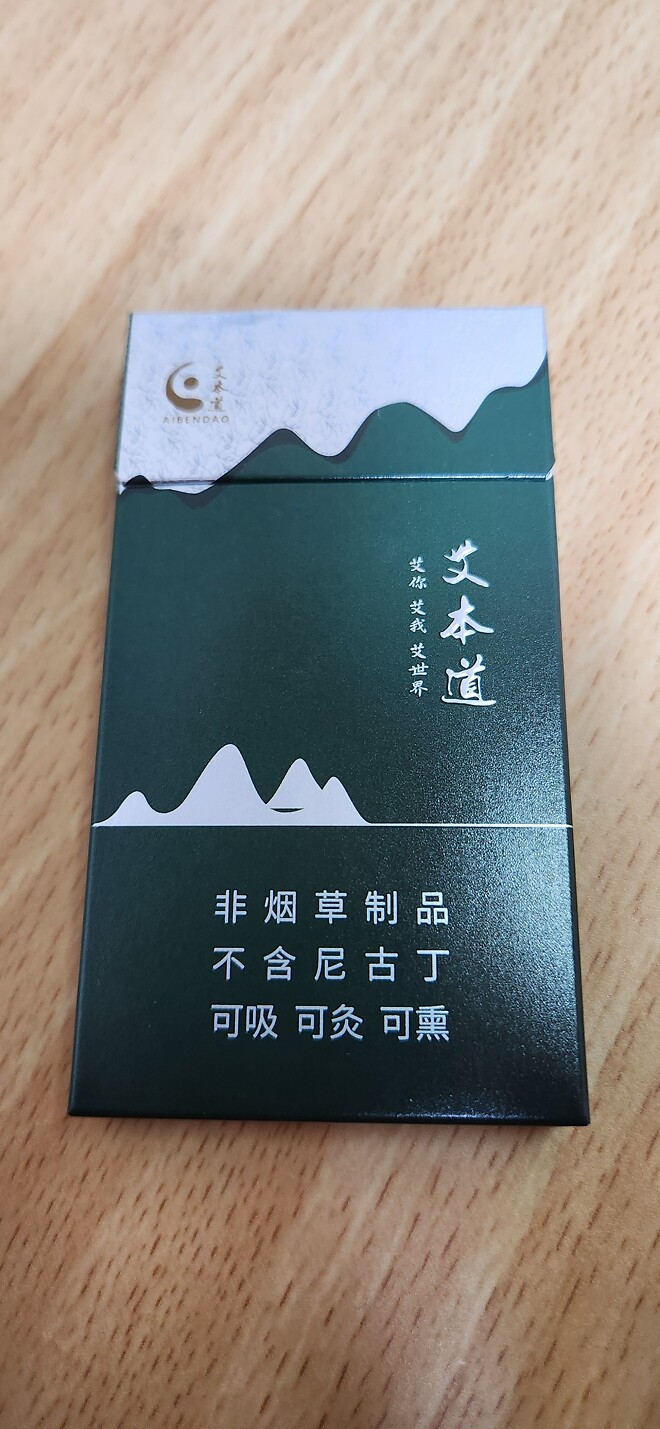 艾本道
AIBENDAO
艾本道
艾你 艾我 艾世界
非烟草制品
不含尼古丁
可吸 可灸 可熏